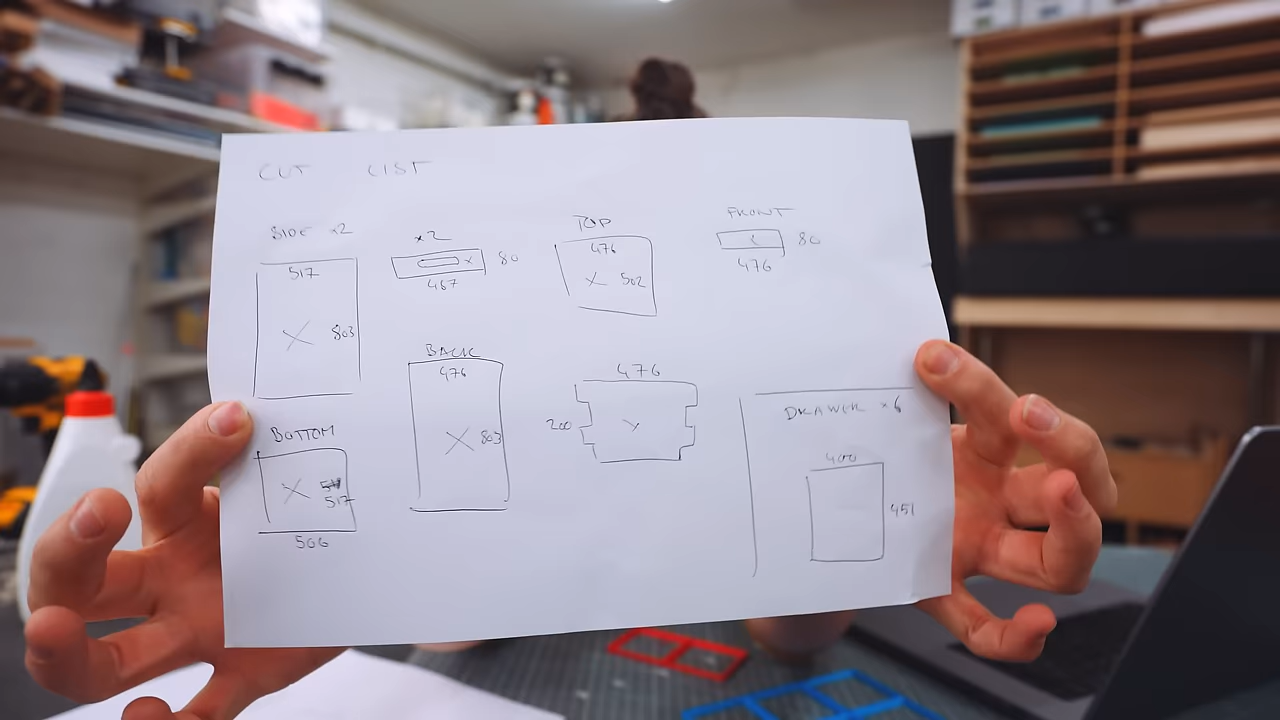 CUT LIST
SIDE x2
517
803
x2
80
467
TOP
476
502
FRONT
80
476
BACK
476
803
476
200
BOTTOM
517
506
DRAWER x6
400
451